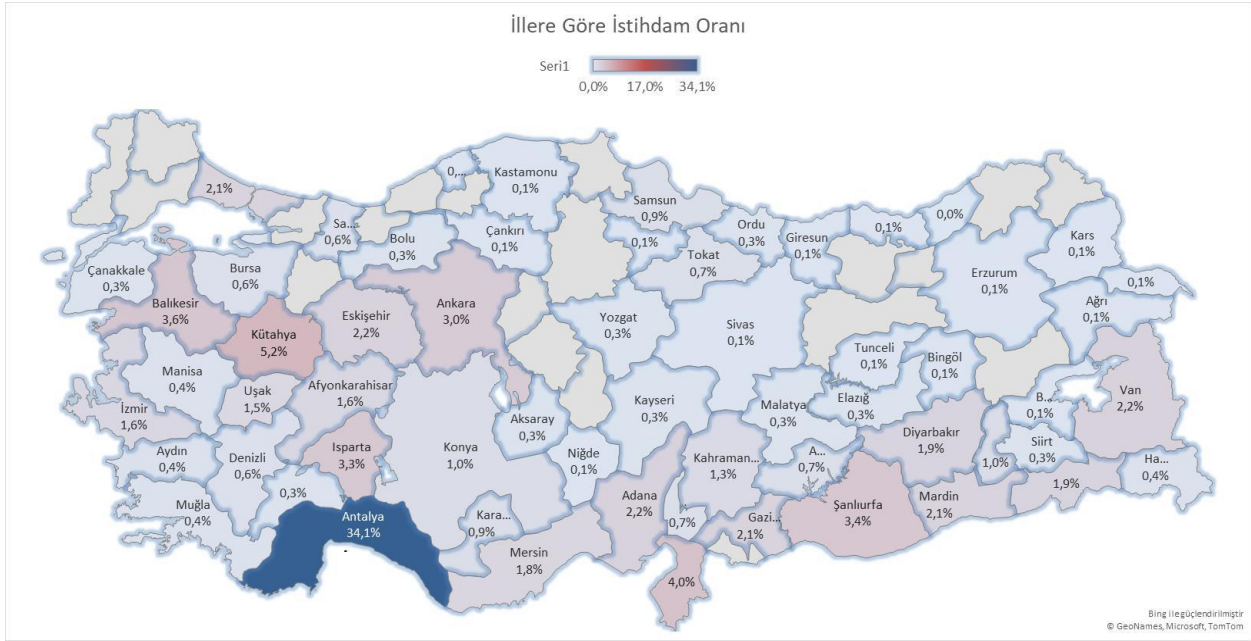 İllere Göre İstihdam Oranı
Seri1
0,0% 17,0% 34,1%
2,1%
0,...
Kastamonu
0,1%
Sa...
0,6%
Bolu
0,3%
Çankırı
0,1%
Samsun
0,9%
0,1%
Tokat
0,7%
Ordu
0,3%
Giresun
0,1%
0,1%
0,0%
Kars
0,1%
Erzurum
0,1%
0,1%
Ağrı
0,1%
Çanakkale
0,3%
Bursa
0,6%
Balıkesir
3,6%
Kütahya
5,2%
Eskişehir
2,2%
Ankara
3,0%
Yozgat
0,3%
Sivas
0,1%
Tunceli
0,1%
Bingöl
0,1%
Manisa
0,4%
Uşak
1,5%
Afyonkarahisar
1,6%
İzmir
1,6%
Aksaray
0,3%
Kayseri
0,3%
Malatya
0,3%
Elazığ
0,3%
B...
0,1%
Van
2,2%
Aydın
0,4%
Denizli
0,6%
Isparta
3,3%
Konya
1,0%
Niğde
0,1%
Kahraman...
1,3%
A...
0,7%
Diyarbakır
1,9%
1,0%
Siirt
0,3%
Ha...
0,4%
Muğla
0,4%
0,3%
Antalya
34,1%
-
Kara...
0,9%
Mersin
1,8%
Adana
2,2%
0,7%
Gazi...
2,1%
Şanlıurfa
3,4%
Mardin
2,1%
1,9%
4,0%
Bing ile güçlendirilmiştir
© GeoNames, Microsoft, TomTom